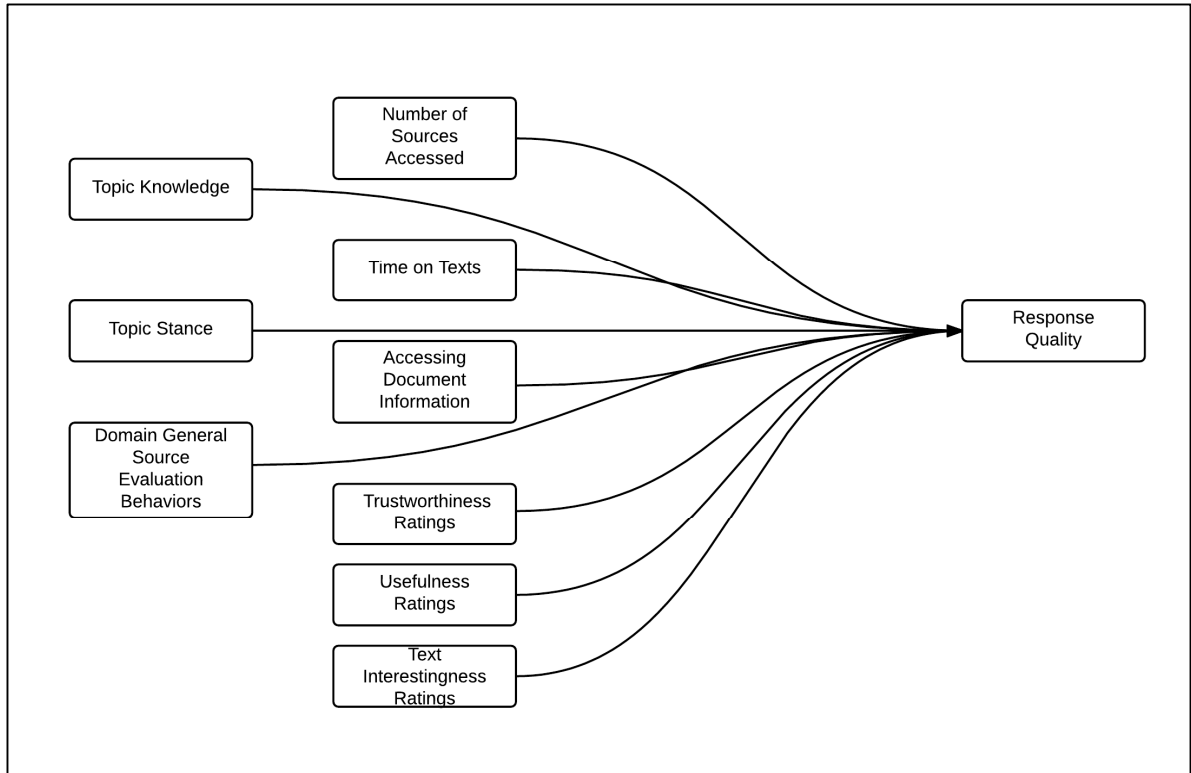 Number of
Sources
Accessed
Topic Knowledge
Time on Texts
Topic Stance
Response
Quality
Accessing
Document
Information
Domain General
Source
Evaluation
Behaviors
Trustworthiness
Ratings
Usefulness
Ratings
Text
Interestingness
Ratings